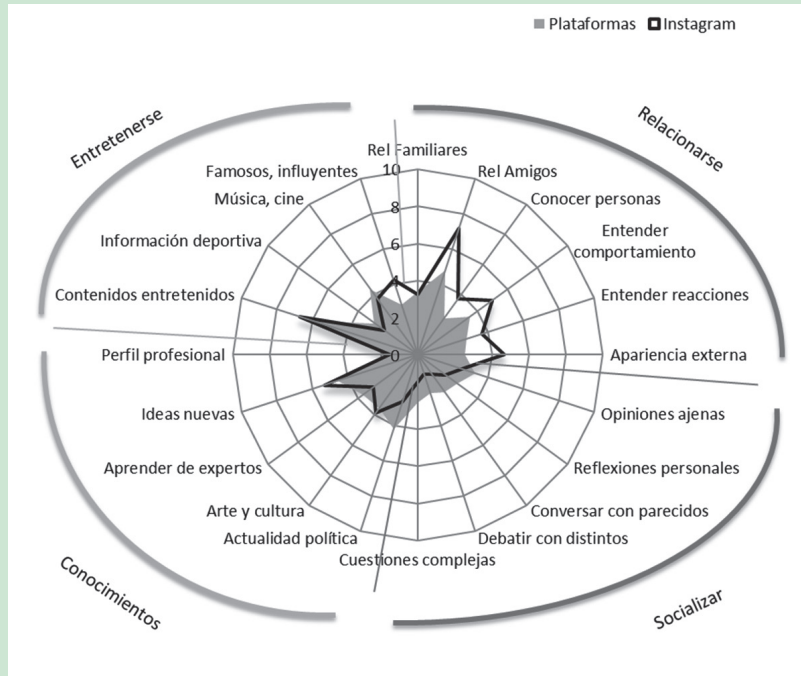 Plataformas Instagram
Entretenerse
Relacionarse
Rel Familiares
10
Famosos, influyentes
Rel Amigos
Música, cine
8
Conocer personas
Información deportiva
6
Entender
comportamiento
4
Contenidos entretenidos
2
Entender reacciones
Perfil profesional
0
Apariencia externa
Ideas nuevas
Opiniones ajenas
Aprender de expertos
Reflexiones personales
Arte y cultura
Conversar con parecidos
Actualidad política
Debatir con distintos
Cuestiones complejas
Conocimientos
Socializar